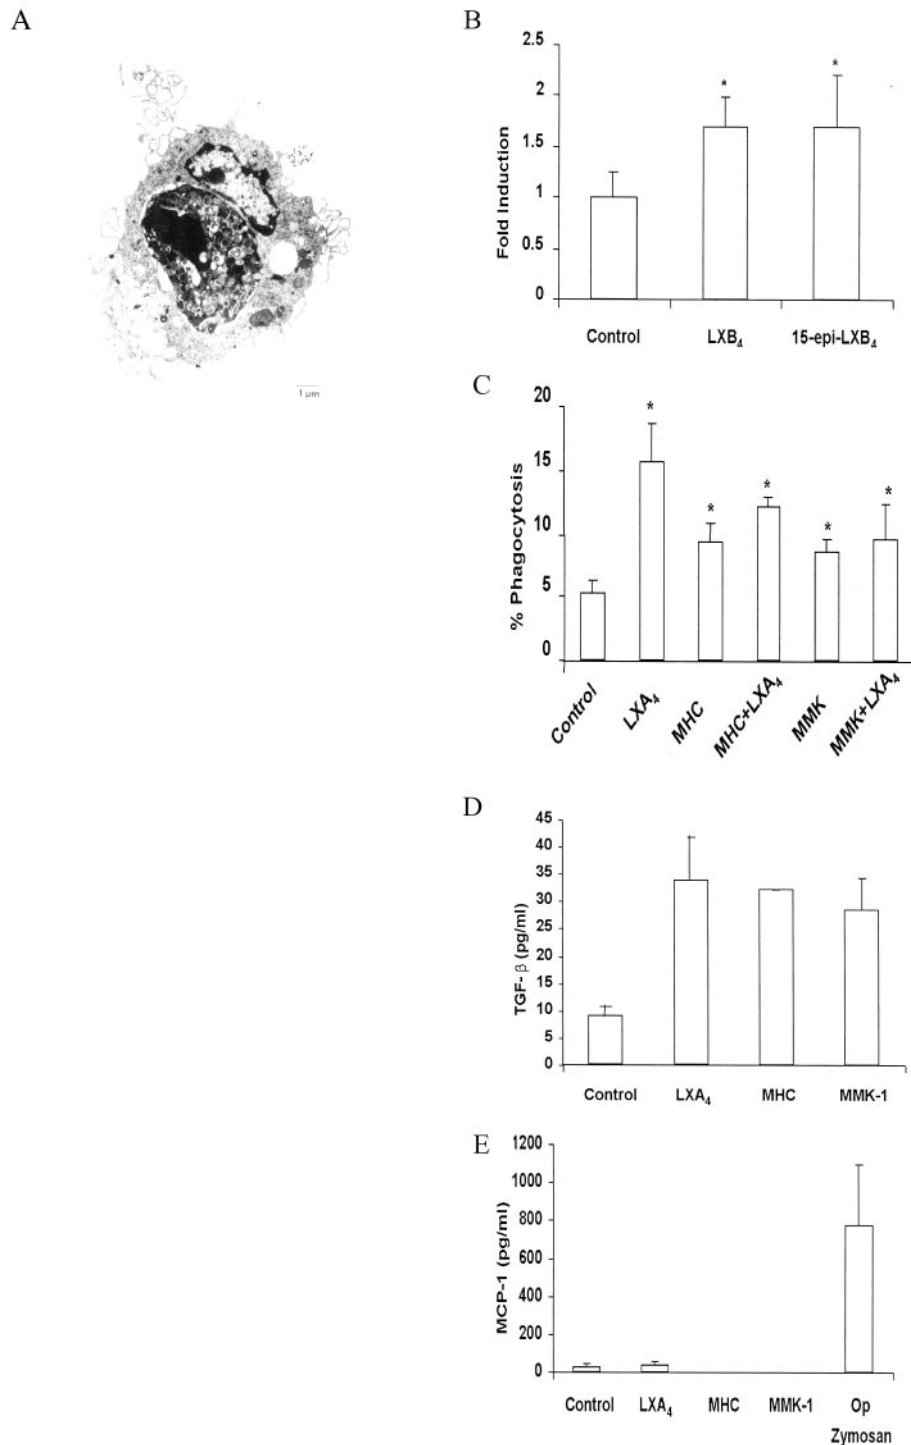 A
1 µm
B
Fold Induction
2.5
2
1.5
1
0.5
0
*
*
Control
LXB₄
15-epi-LXB₄
C
% Phagocytosis
20
15
10
5
0
*
*
*
*
*
Control
LXA₄
MHC
MHC+LXA₄
MMK
MMK+LXA₄
D
TGF- β (pg/ml)
45
40
35
30
25
20
15
10
5
0
Control
LXA₄
MHC
MMK-1
E
MCP-1 (pg/ml)
1200
1000
800
600
400
200
0
Control
LXA₄
MHC
MMK-1
Op
Zymosan